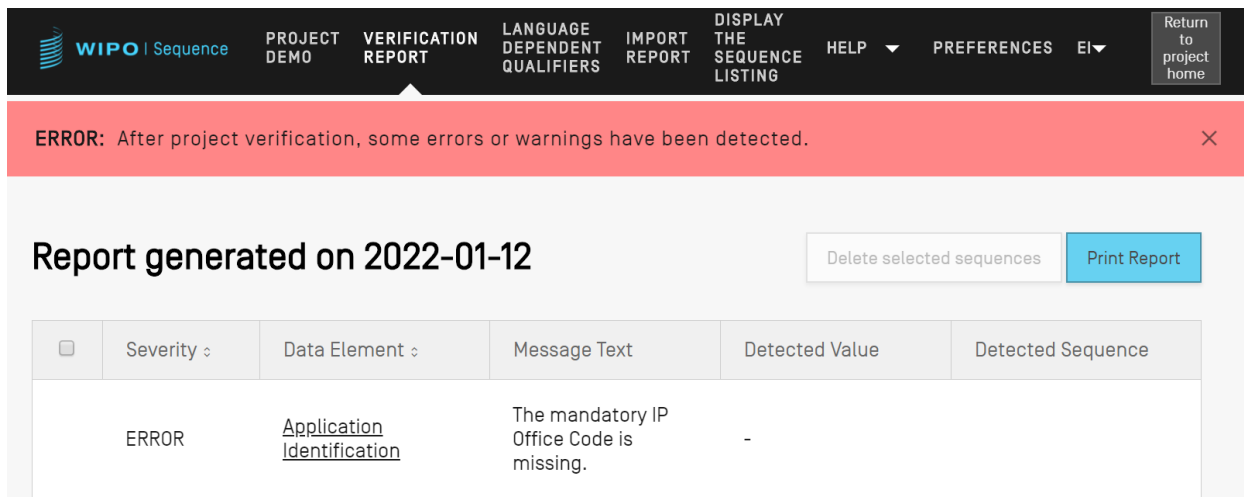 WIPO | Sequence
PROJECT
DEMO
VERIFICATION
REPORT
LANGUAGE
DEPENDENT
QUALIFIERS
IMPORT
REPORT
DISPLAY
THE
SEQUENCE
LISTING
HELP
PREFERENCES
EI
Return
to
project
home
ERROR: After project verification, some errors or warnings have been detected.
Report generated on 2022-01-12
Delete selected sequences
Print Report
Severity
Data Element
Message Text
Detected Value
Detected Sequence
ERROR
Application
Identification
The mandatory IP
Office Code is
missing.
-